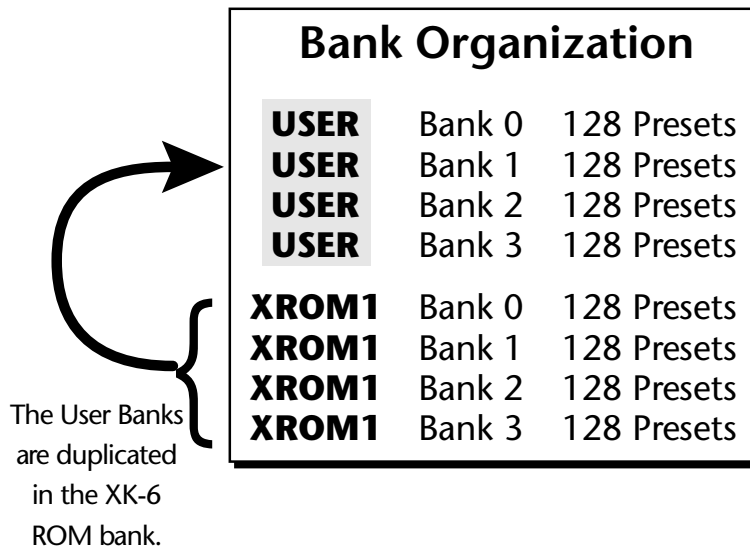 Bank Organization
USER Bank 0 128 Presets
USER Bank 1 128 Presets
USER Bank 2 128 Presets
USER Bank 3 128 Presets
XROM1 Bank 0 128 Presets
XROM1 Bank 1 128 Presets
XROM1 Bank 2 128 Presets
XROM1 Bank 3 128 Presets
The User Banks
are duplicated
in the XK-6
ROM bank.